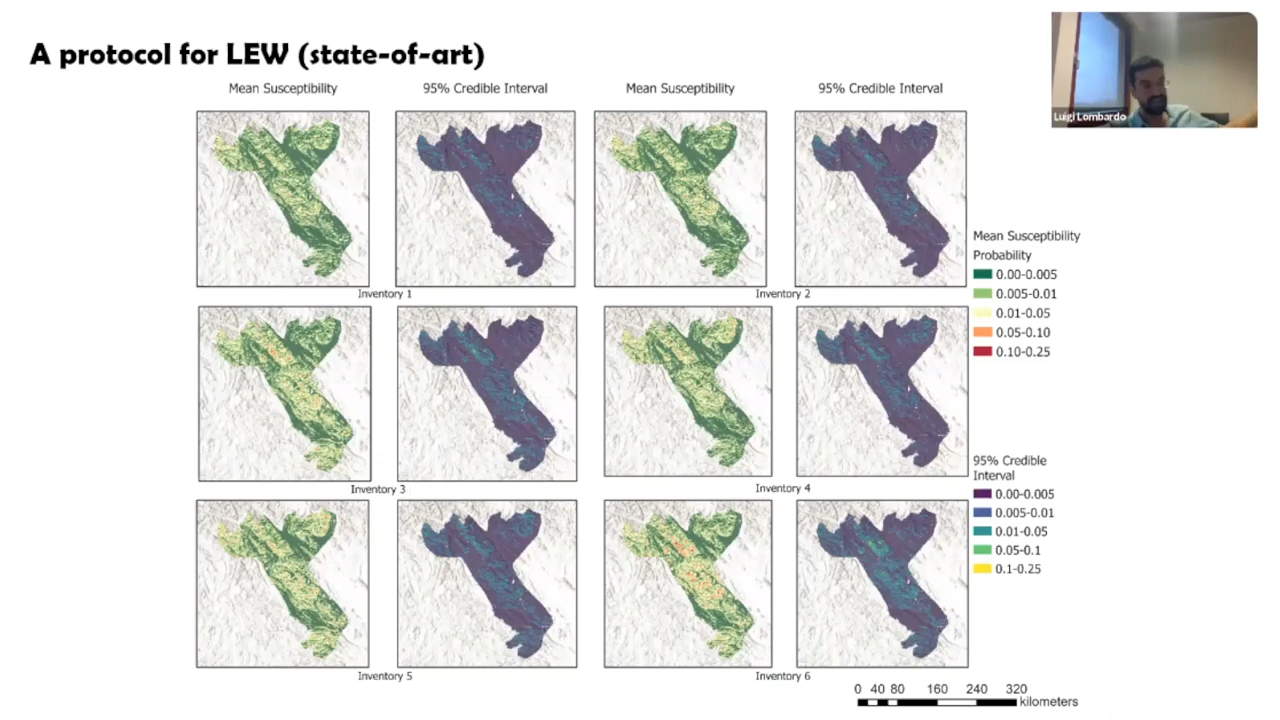 A protocol for LEW (state-of-art)
Luigi Lombardo
Mean Susceptibility
95% Credible Interval
Mean Susceptibility
95% Credible Interval
Inventory 1
Inventory 2
Inventory 3
Inventory 4
Inventory 5
Inventory 6
Mean Susceptibility
Probability
0.00-0.005
0.005-0.01
0.01-0.05
0.05-0.10
0.10-0.25
95% Credible
Interval
0.00-0.005
0.005-0.01
0.01-0.05
0.05-0.1
0.1-0.25
0 40 80 160 240 320
kilometers